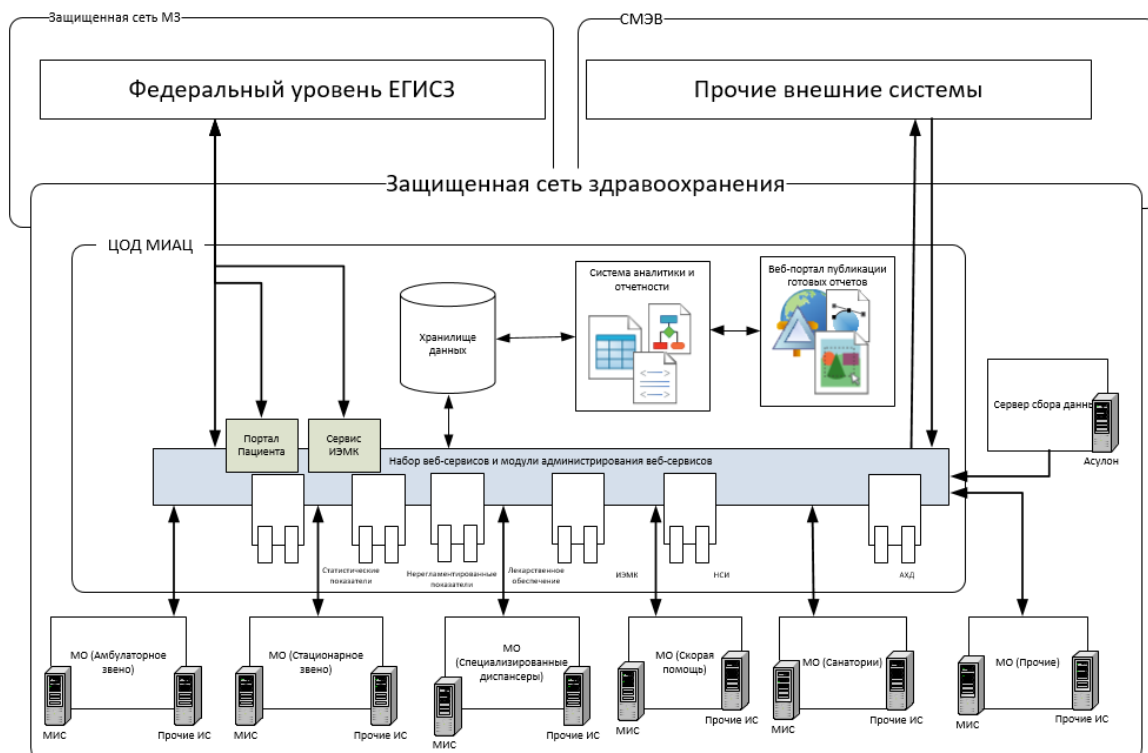 Защищенная сеть МЗ
СМЭВ
Федеральный уровень ЕГИСЗ
Прочие внешние системы
Защищенная сеть здравоохранения
ЦОД МИАЦ
Система аналитики и
отчетности
Веб-портал публикации
готовых отчетов
Хранилище
данных
Сервер сбора данны
Асулон
Портал
Пациента
Сервис
ИЭМК
Набор веб-сервисов и модули администрирования веб-сервисов
Статистические
показатели
Нерегламентированные
показатели
Лекарственное
обеспечение
ИЭМК
НСИ
АХД
МО (Амбулаторное
звено)
МИС
Прочие ИС
МО (Стационарное
звено)
МИС
Прочие ИС
МО
(Специализированные
диспансеры)
МИС
Прочие ИС
МО (Скорая
помощь)
МИС
Прочие ИС
МО (Санатории)
МИС
Прочие ИС
МО (Прочие)
МИС
Прочие ИС